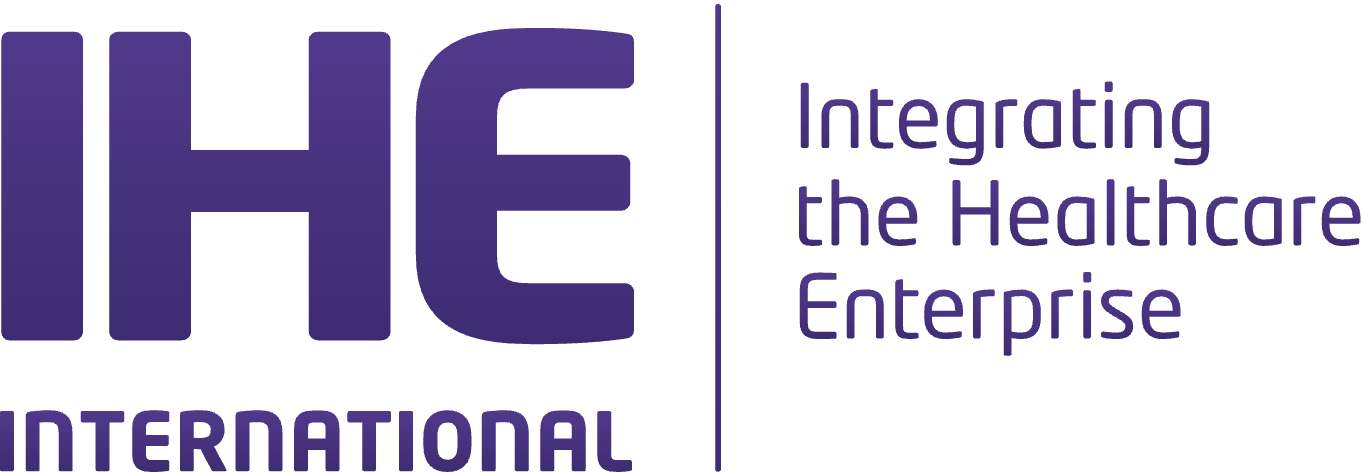 IHE
INTERNATIONAL
Integrating
the Healthcare
Enterprise